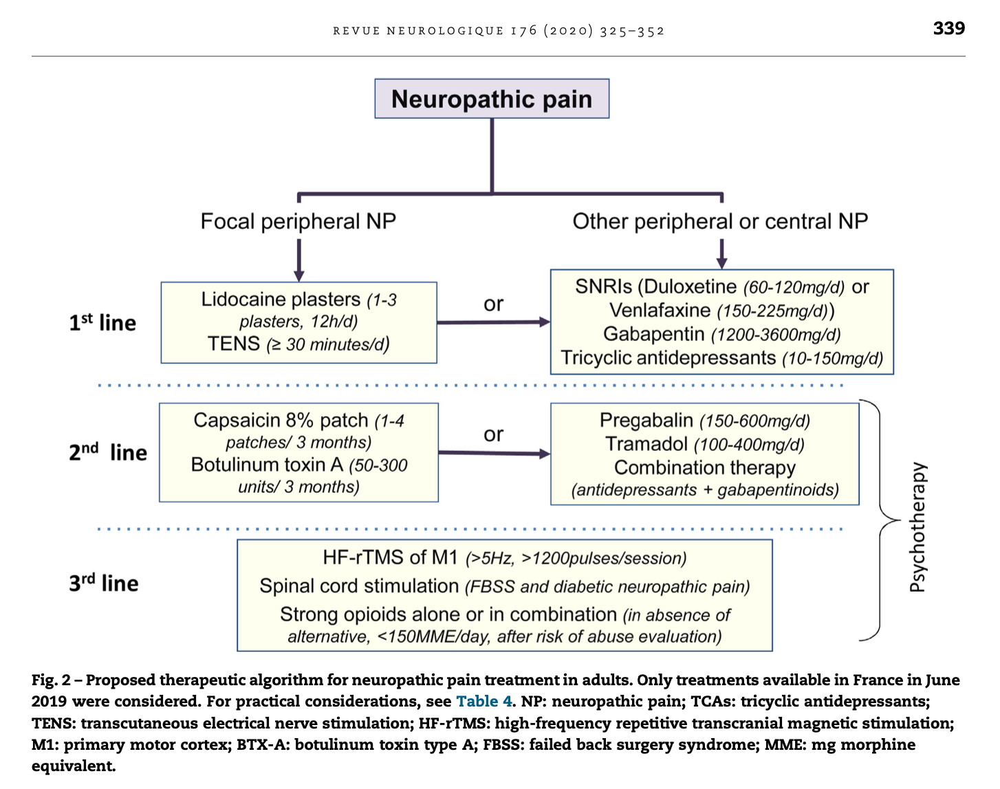 REVUE NEUROLOGIQUE 176 (2020) 325–352
339
Neuropathic pain
Focal peripheral NP
Other peripheral or central NP
1st line
Lidocaine plasters (1-3
plasters, 12h/d)
TENS (≥ 30 minutes/d)
or
SNRIs (Duloxetine (60-120mg/d) or
Venlafaxine (150-225mg/d))
Gabapentin (1200-3600mg/d)
Tricyclic antidepressants (10-150mg/d)
2nd line
Capsaicin 8% patch (1-4
patches/ 3 months)
Botulinum toxin A (50-300
units/ 3 months)
or
Pregabalin (150-600mg/d)
Tramadol (100-400mg/d)
Combination therapy
(antidepressants + gabapentinoids)
Psychotherapy
3rd line
HF-rTMS of M1 (>5Hz, >1200pulses/session)
Spinal cord stimulation (FBSS and diabetic neuropathic pain)
Strong opioids alone or in combination (in absence of
alternative, <150MME/day, after risk of abuse evaluation)
Fig. 2 – Proposed therapeutic algorithm for neuropathic pain treatment in adults. Only treatments available in France in June
2019 were considered. For practical considerations, see Table 4. NP: neuropathic pain; TCAs: tricyclic antidepressants;
TENS: transcutaneous electrical nerve stimulation; HF-rTMS: high-frequency repetitive transcranial magnetic stimulation;
M1: primary motor cortex; BTX-A: botulinum toxin type A; FBSS: failed back surgery syndrome; MME: mg morphine
equivalent.